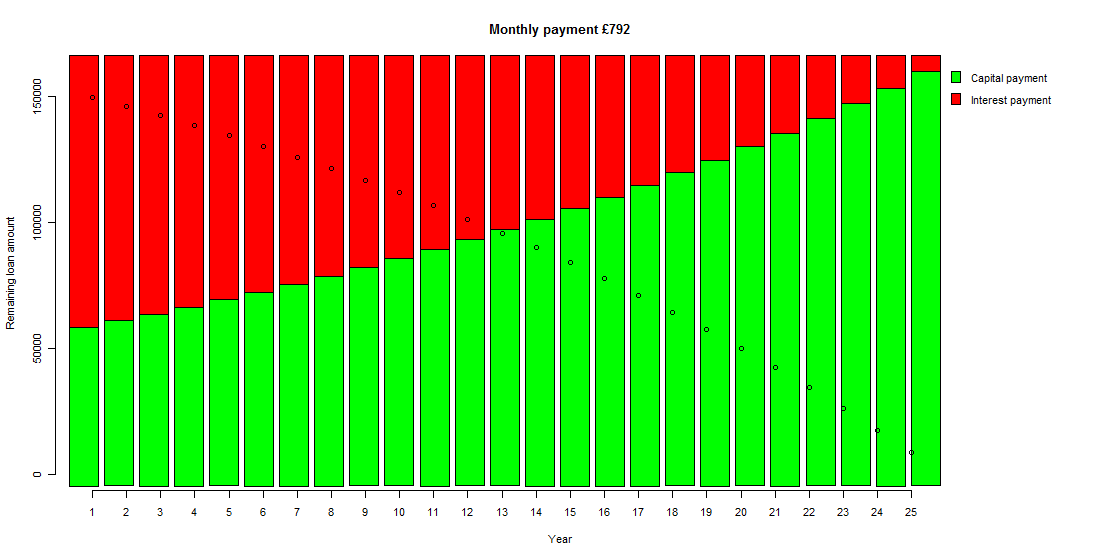 Monthly payment £792
Capital payment
Interest payment
Remaining loan amount
150000
100000
50000
0
1 2 3 4 5 6 7 8 9 10 11 12 13 14 15 16 17 18 19 20 21 22 23 24 25
Year